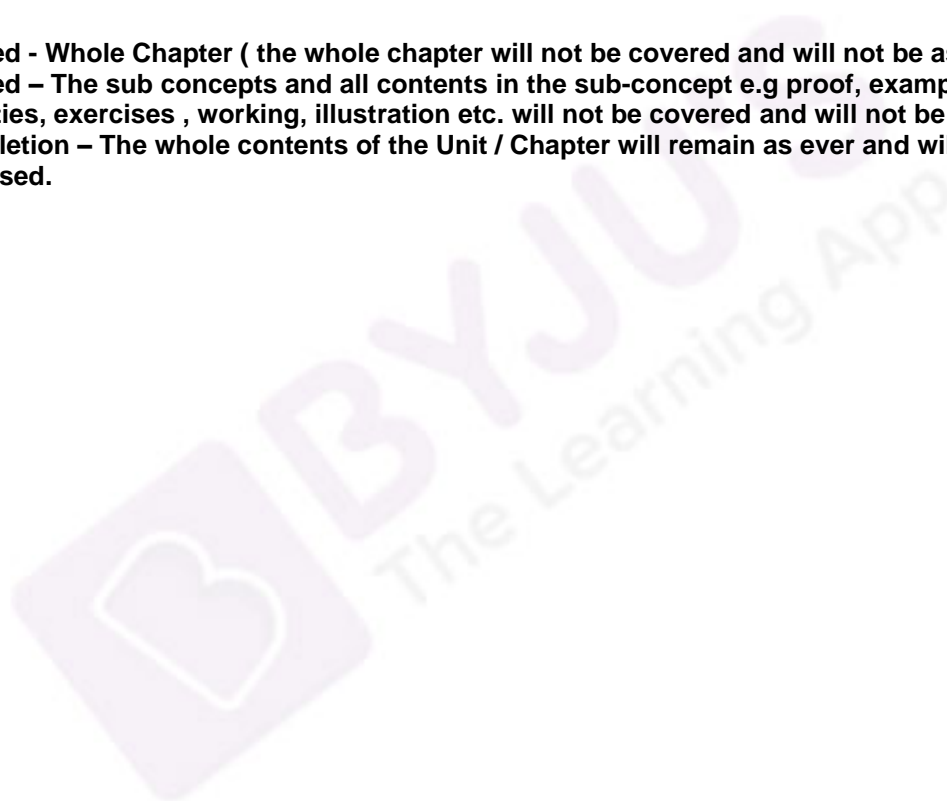 ed - Whole Chapter ( the whole chapter will not be covered and will not be as
ed – The sub concepts and all contents in the sub-concept e.g proof, examp
ties, exercises , working, illustration etc. will not be covered and will not be
letion – The whole contents of the Unit / Chapter will remain as ever and wi
sed.
BYJU'S
The Learning App